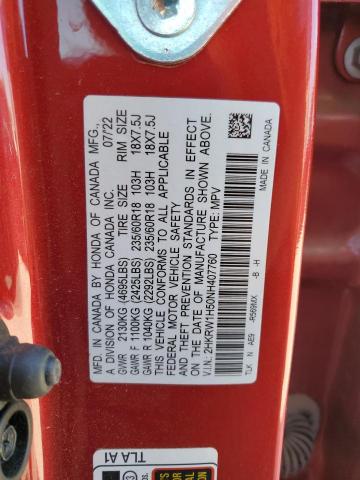 MFD. IN CANADA BY HONDA OF CANADA MFG., 07/22
A DIVISION OF HONDA CANADA INC. TIRE SIZE RIM SIZE
GVWR 2130KG (4695LBS)
GAWR F 1100KG (2425LBS) 235/60R18 103H 18X7.5J
GAWR R 1040KG (2292LBS) 235/60R18 103H 18X7.5J
THIS VEHICLE CONFORMS TO ALL APPLICABLE
FEDERAL MOTOR VEHICLE SAFETY
AND THEFT PREVENTION STANDARDS IN EFFECT
ON THE DATE OF MANUFACTURE SHOWN ABOVE.
V.I.N.: 2HKRW1H50NH407760 TYPE: MPV
MADE IN CANADA
TLK N AE9 -R569MX -B -H
TLA A1